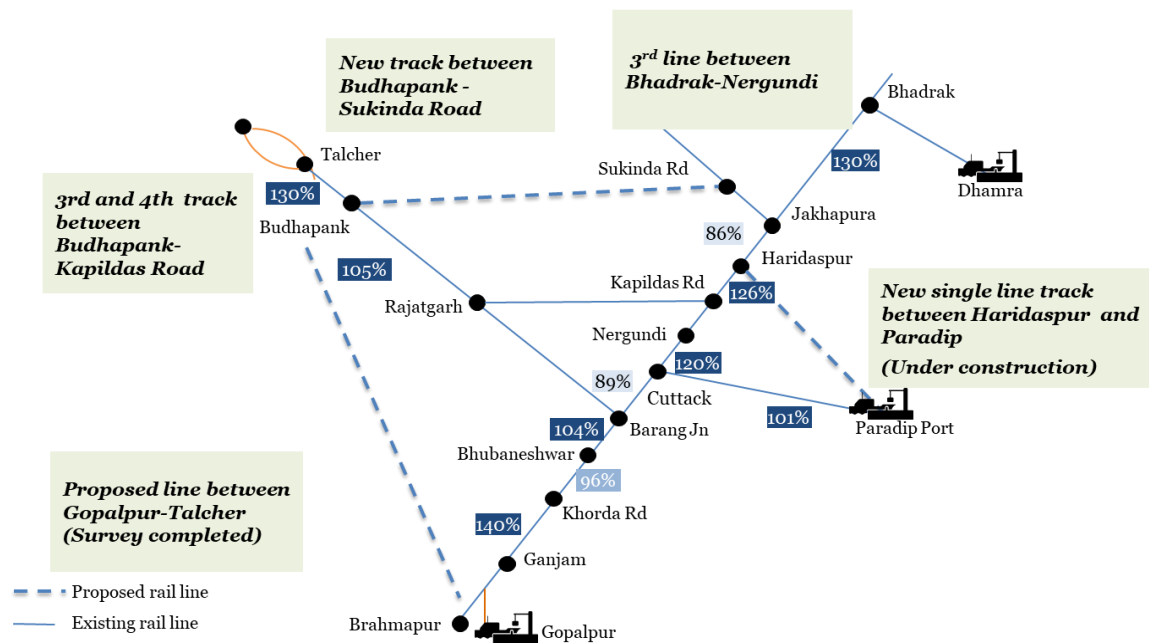 New track between
Budhapank -
Sukinda Road
3rd line between
Bhadrak-Nergundi
Bhadrak
Talcher
130%
Sukinda Rd
Dhamra
3rd and 4th track
between
Budhapank-
Kapildas Road
130%
Budhapank
Jakhapura
86%
Haridaspur
105%
Kapildas Rd
126%
Rajatgarh
New single line track
between Haridaspur and
Paradip
(Under construction)
Nergundi
120%
89%
Cuttack
101%
Paradip Port
104%
Barang Jn
Bhubaneshwar
96%
Proposed line between
Gopalpur-Talcher
(Survey completed)
Khorda Rd
140%
Ganjam
Proposed rail line
Existing rail line
Brahmapur
Gopalpur